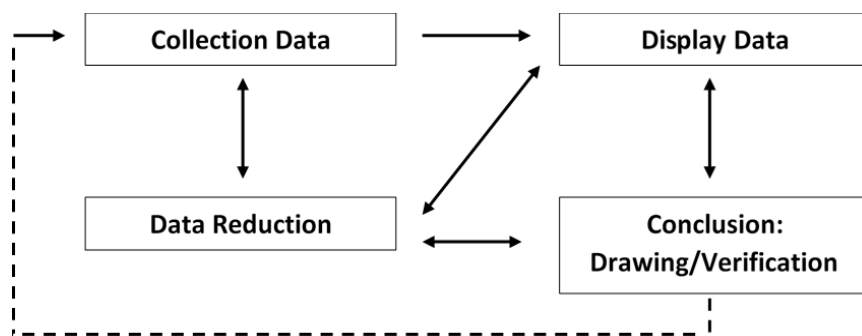 Collection Data
Display Data
Data Reduction
Conclusion:
Drawing/Verification